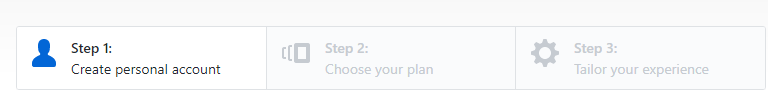 Step 1:
Create personal account
Step 2:
Choose your plan
Step 3:
Tailor your experience